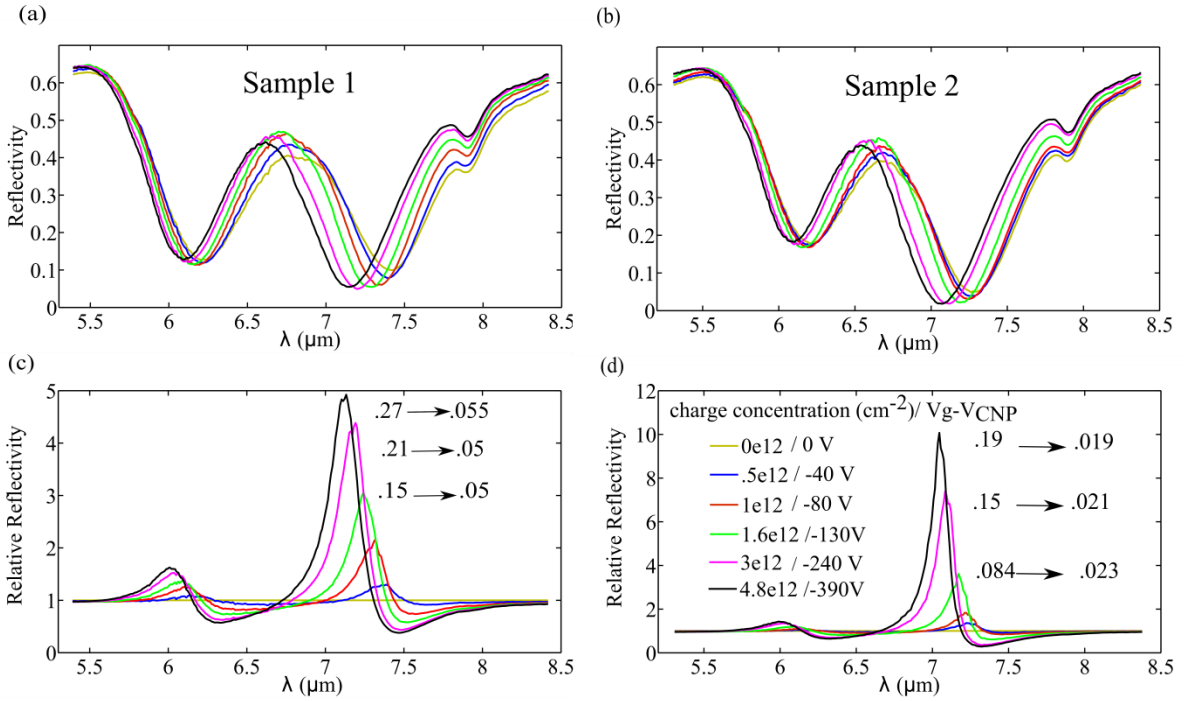 (a)
Sample 1
Reflectivity
0.6
0.5
0.4
0.3
0.2
0.1
0
5.5 6 6.5 7 7.5 8 8.5
λ (μm)
(b)
Sample 2
Reflectivity
0.6
0.5
0.4
0.3
0.2
0.1
0
5.5 6 6.5 7 7.5 8 8.5
λ (μm)
(c)
Relative Reflectivity
5
4
3
2
1
0
.27 .055
.21 .05
.15 .05
5.5 6 6.5 7 7.5 8 8.5
λ (μm)
(d)
Relative Reflectivity
12
10
8
6
4
2
0
charge concentration (cm-2)/ Vg-VCNP
0e12 / 0 V
.5e12 / -40 V
1e12 / -80 V
1.6e12 /-130V
3e12 /-240 V
4.8e12 /-390V
.19 .019
.15 .021
.084 .023
5.5 6 6.5 7 7.5 8 8.5
λ (μm)